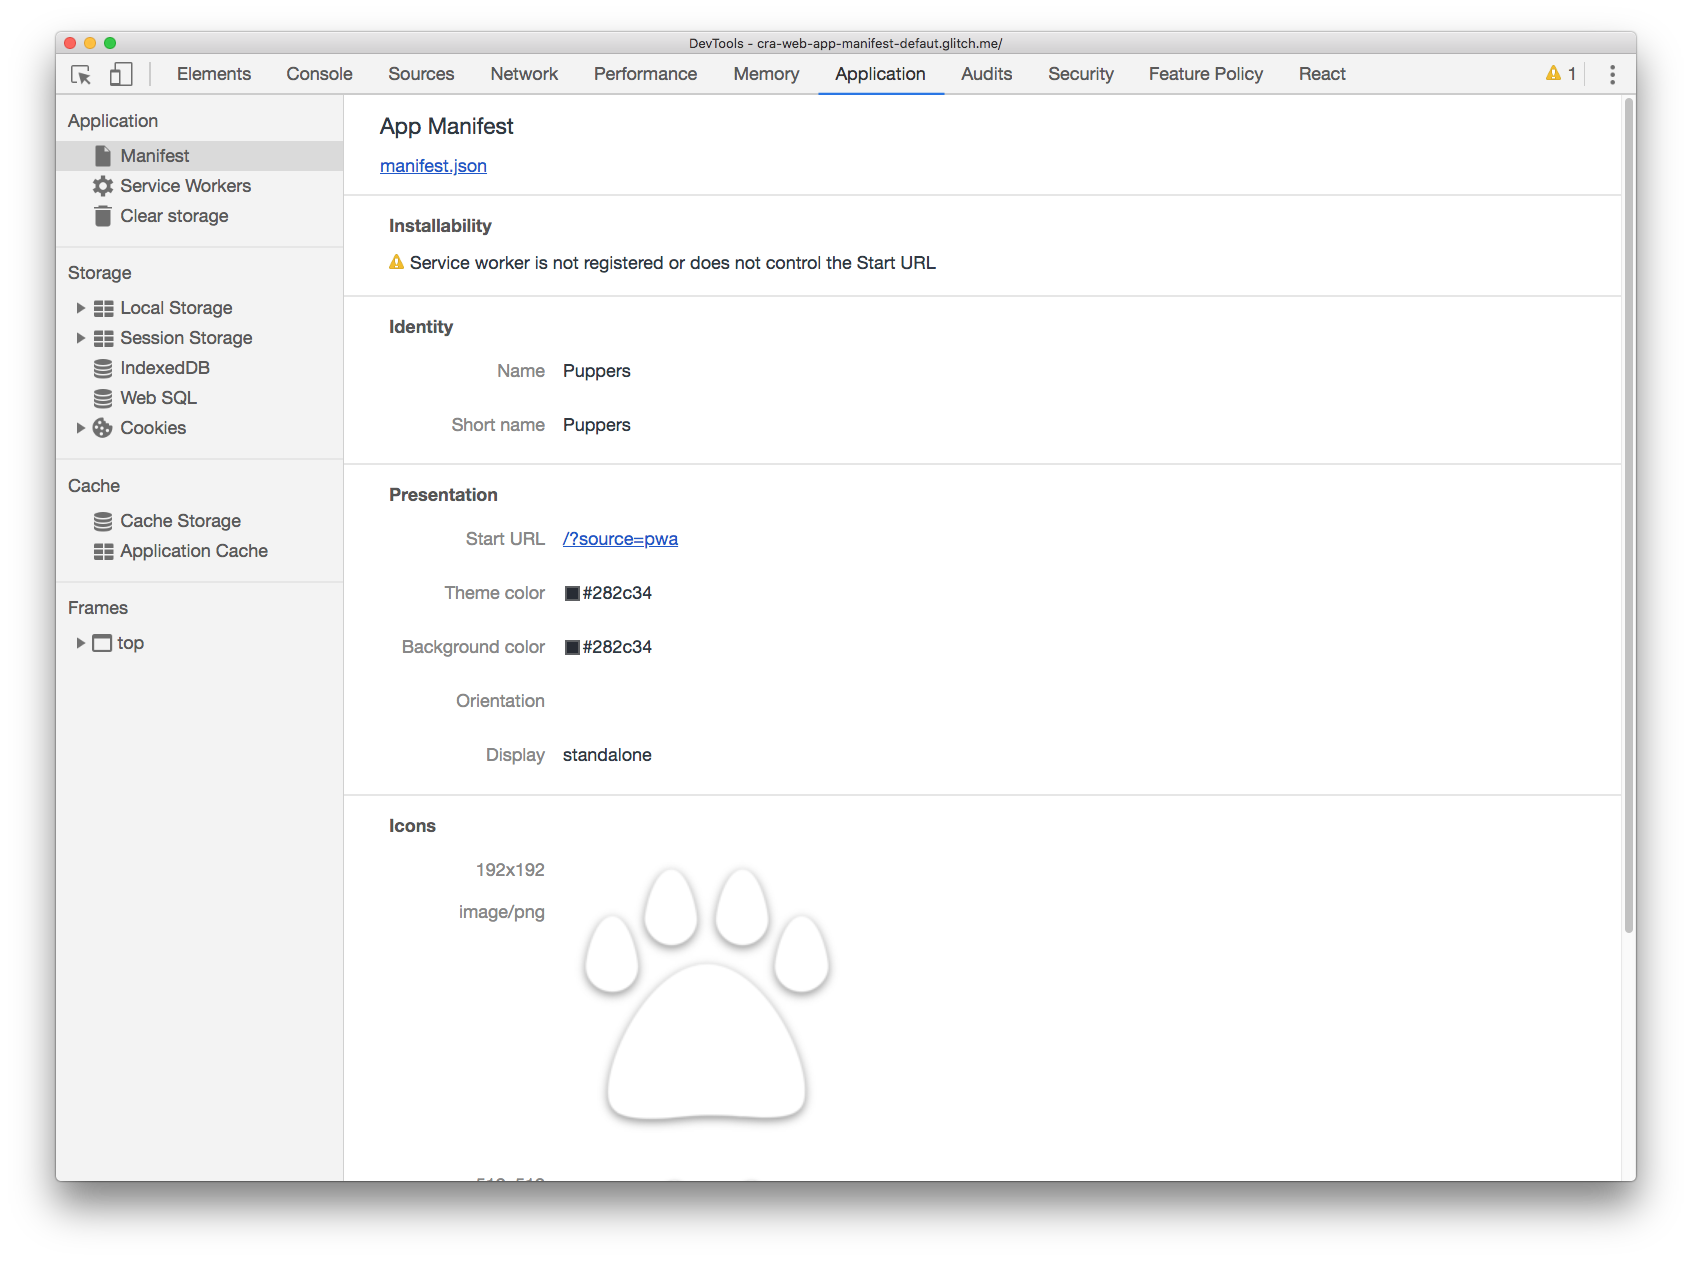 DevTools - cra-web-app-manifest-defaut.glitch.me/
Elements Console Sources Network Performance Memory Application Audits Security Feature Policy React 1
Application
Manifest
Service Workers
Clear storage
Storage
Local Storage
Session Storage
IndexedDB
Web SQL
Cookies
Cache
Cache Storage
Application Cache
Frames
top
App Manifest
manifest.json
Installability
Service worker is not registered or does not control the Start URL
Identity
Name Puppers
Short name Puppers
Presentation
Start URL /?source=pwa
Theme color #282c34
Background color #282c34
Orientation
Display standalone
Icons
192x192
image/png